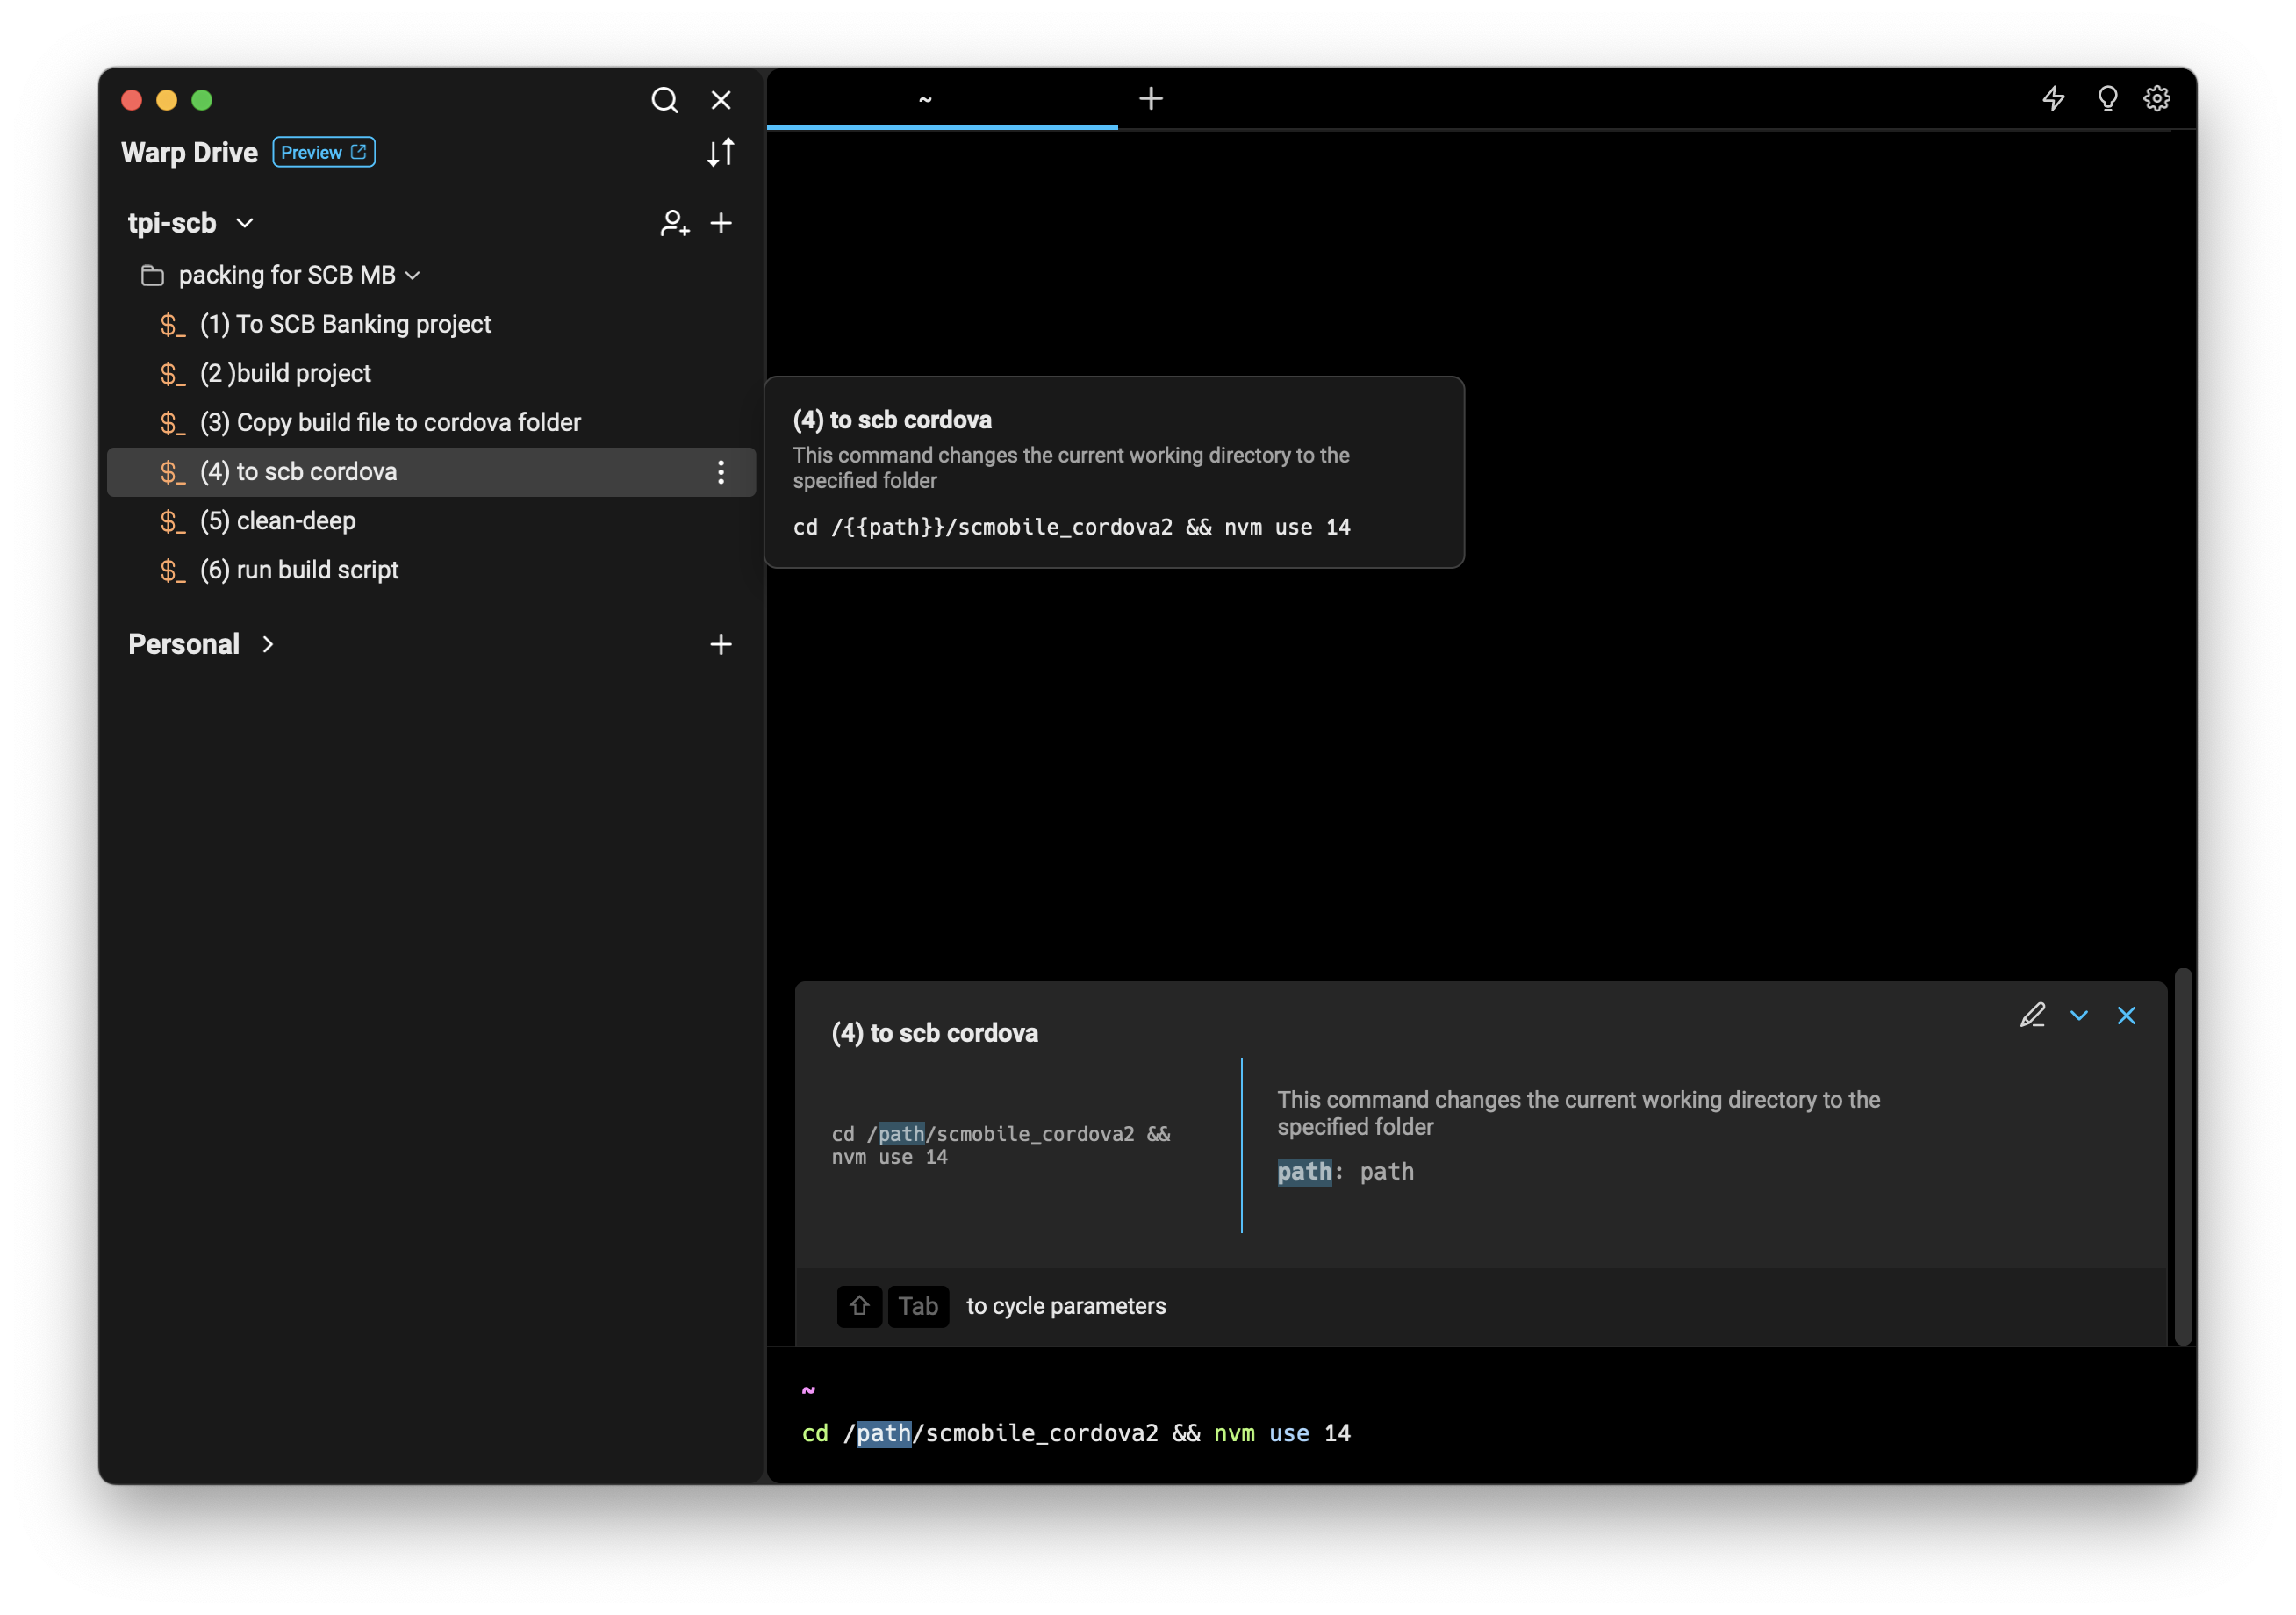 ~
Warp Drive Preview
tpi-scb
packing for SCB MB
$_ (1) To SCB Banking project
$_ (2 )build project
$_ (3) Copy build file to cordova folder
$_ (4) to scb cordova
$_ (5) clean-deep
$_ (6) run build script
Personal
(4) to scb cordova
This command changes the current working directory to the
specified folder
cd /{{path}}/scmobile_cordova2 && nvm use 14
(4) to scb cordova
cd /path/scmobile_cordova2 &&
nvm use 14
This command changes the current working directory to the
specified folder
path: path
Tab to cycle parameters
~
cd /path/scmobile_cordova2 && nvm use 14